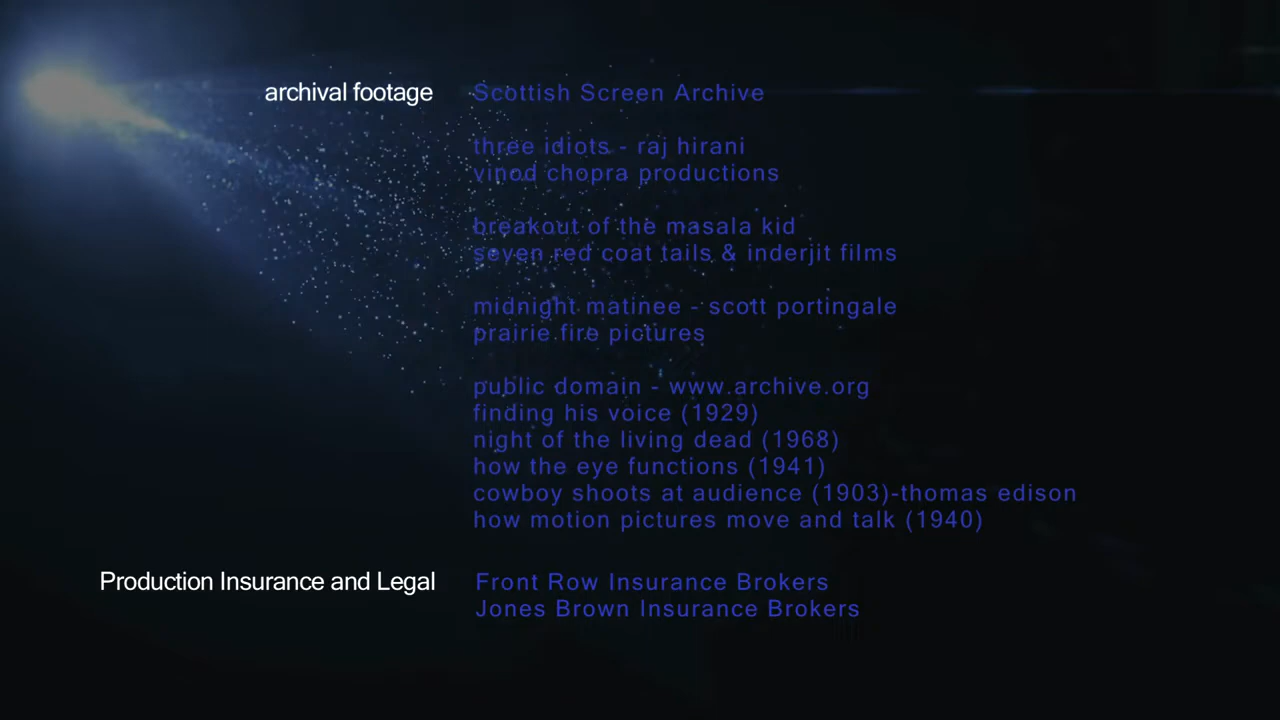 archival footage Scottish Screen Archive
three idiots - raj hirani
vinod chopra productions
breakout of the masala kid
seven red coat tails & inderjit films
midnight matinee - scott portingale
prairie fire pictures
public domain - www.archive.org
finding his voice (1929)
night of the living dead (1968)
how the eye functions (1941)
cowboy shoots at audience (1903)-thomas edison
how motion pictures move and talk (1940)
Production Insurance and Legal Front Row Insurance Brokers
Jones Brown Insurance Brokers